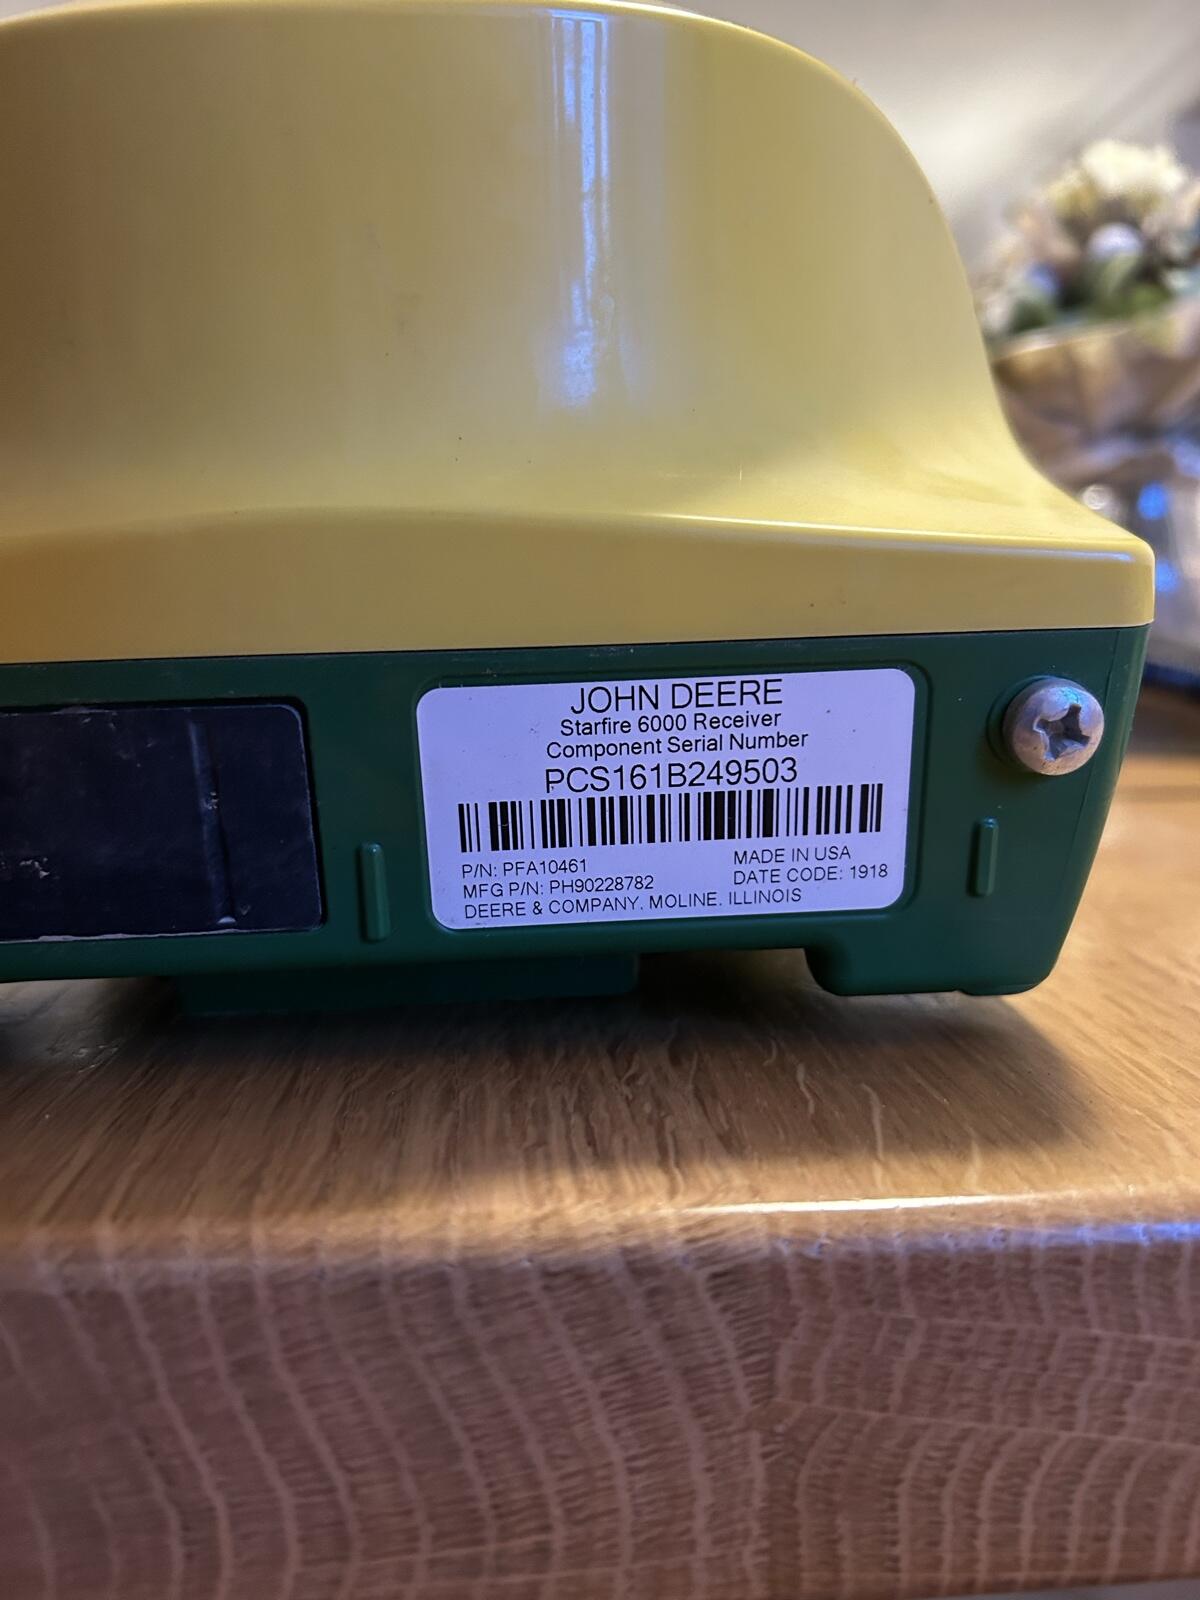 JOHN DEERE
Starfire 6000 Receiver
Component Serial Number
PCS161B249503
P/N: PFA10461
MADE IN USA
MFG P/N: PH90228782
DATE CODE: 1918
DEERE & COMPANY, MOLINE, ILLINOIS